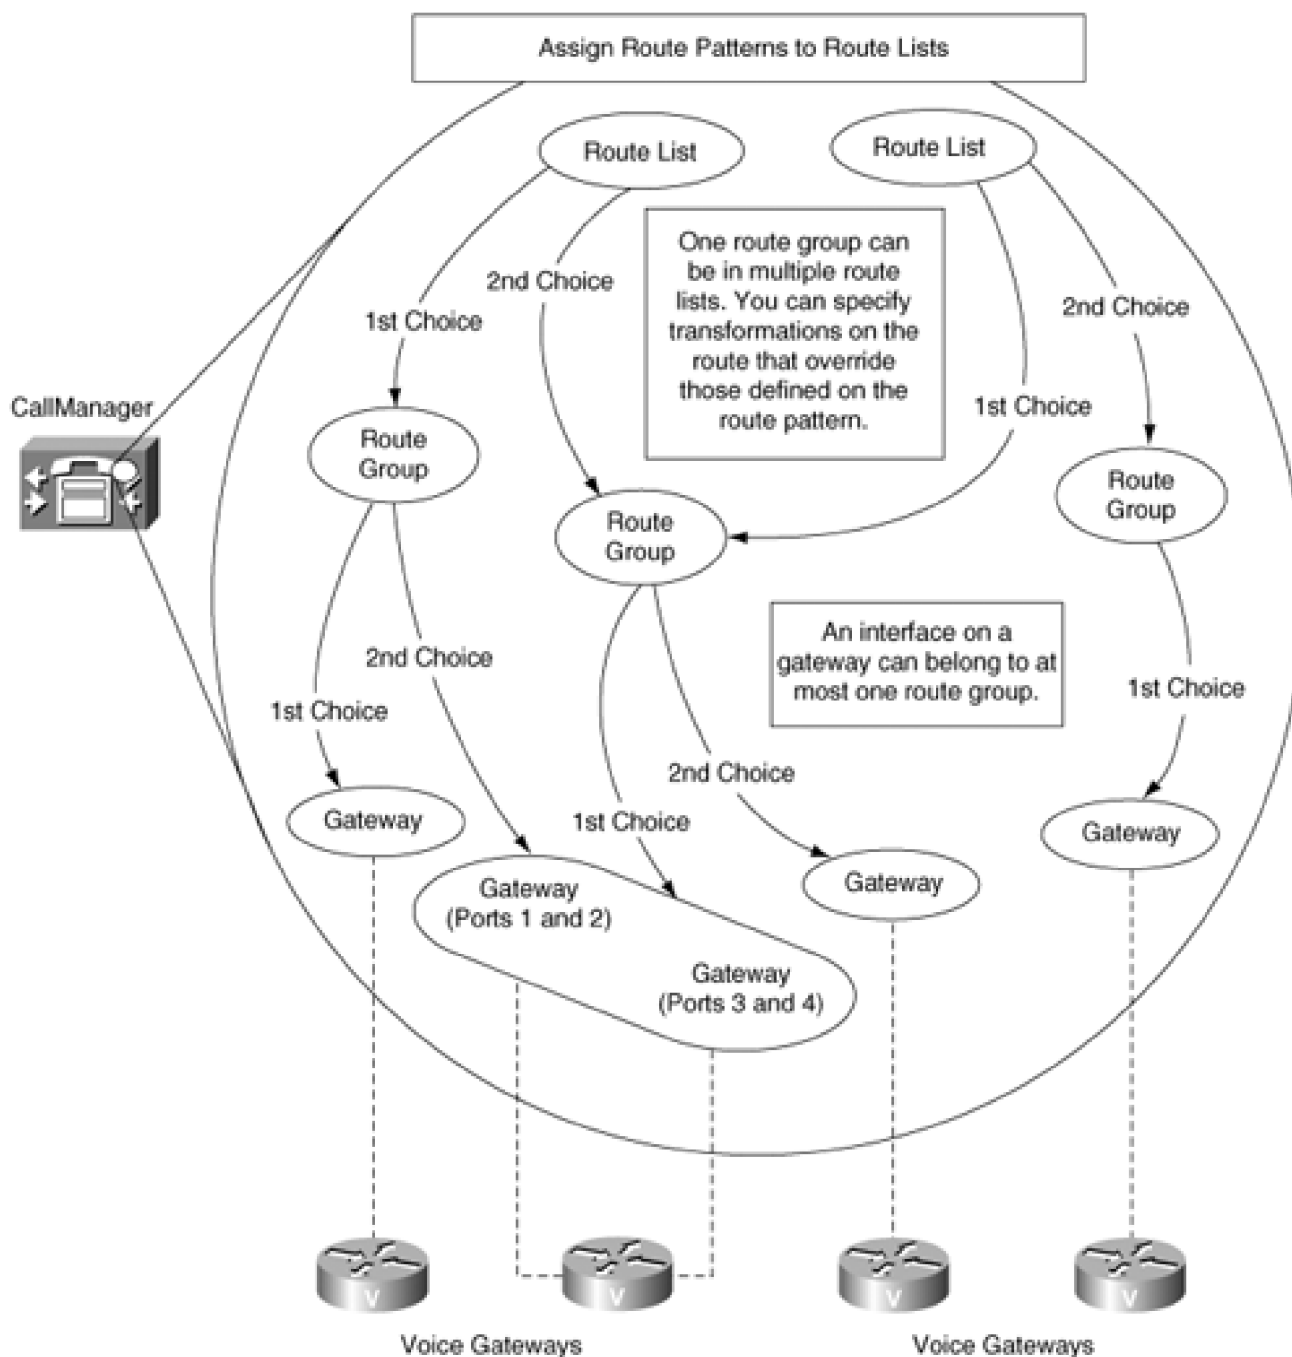 Assign Route Patterns to Route Lists
Route List
Route List
One route group can
be in multiple route
lists. You can specify
transformations on the
route that override
those defined on the
route pattern.
2nd Choice
1st Choice
2nd Choice
1st Choice
CallManager
Route
Group
Route
Group
Route
Group
An interface on a
gateway can belong to at
most one route group.
2nd Choice
1st Choice
1st Choice
2nd Choice
1st Choice
Gateway
Gateway
Gateway
Gateway
(Ports 1 and 2)
Gateway
(Ports 3 and 4)
V
V
V
V
Voice Gateways
Voice Gateways